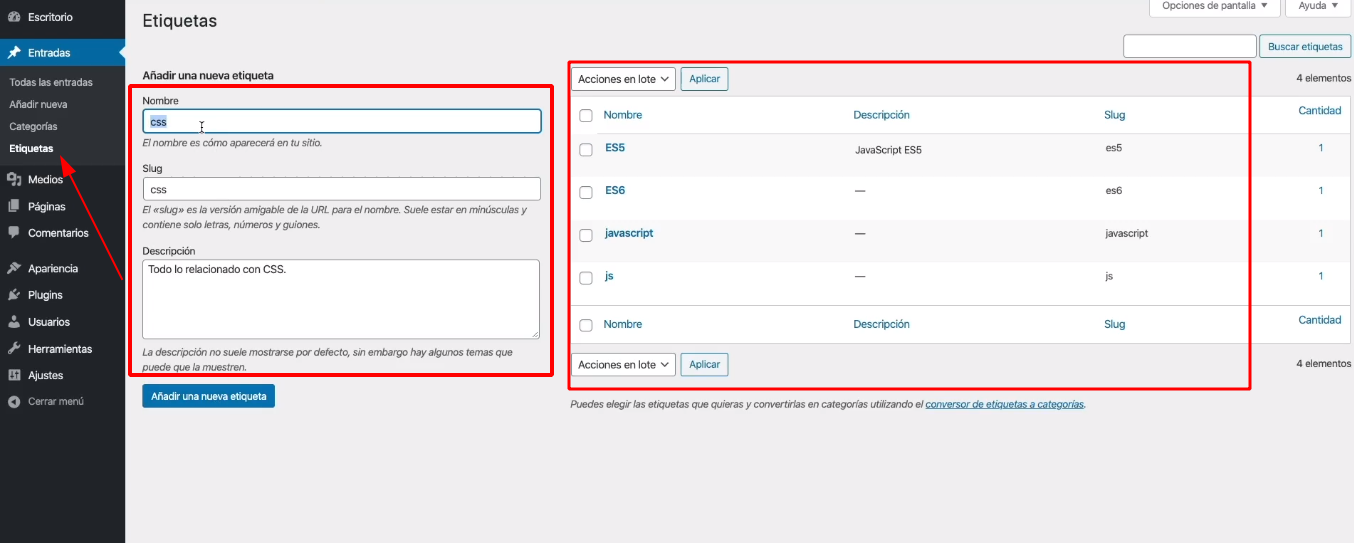 Escritorio
Entradas
Todas las entradas
Añadir nueva
Categorías
Etiquetas
Medios
Páginas
Comentarios
Apariencia
Plugins
Usuarios
Herramientas
Ajustes
Cerrar menú
Opciones de pantalla
Ayuda
Etiquetas
Buscar etiquetas
Añadir una nueva etiqueta
Nombre
css
El nombre es cómo aparecerá en tu sitio.
Slug
css
El «slug» es la versión amigable de la URL para el nombre. Suele estar en minúsculas y
contiene solo letras, números y guiones.
Descripción
Todo lo relacionado con CSS.
La descripción no suele mostrarse por defecto, sin embargo hay algunos temas que
puede que la muestren.
Añadir una nueva etiqueta
Acciones en lote Aplicar 4 elementos
Nombre Descripción Slug Cantidad
ES5 JavaScript ES5 es5 1
ES6 — es6 1
javascript — javascript 1
js — js 1
Nombre Descripción Slug Cantidad
Acciones en lote Aplicar 4 elementos
Puedes elegir las etiquetas que quieras y convertirlas en categorías utilizando el conversor de etiquetas a categorías.